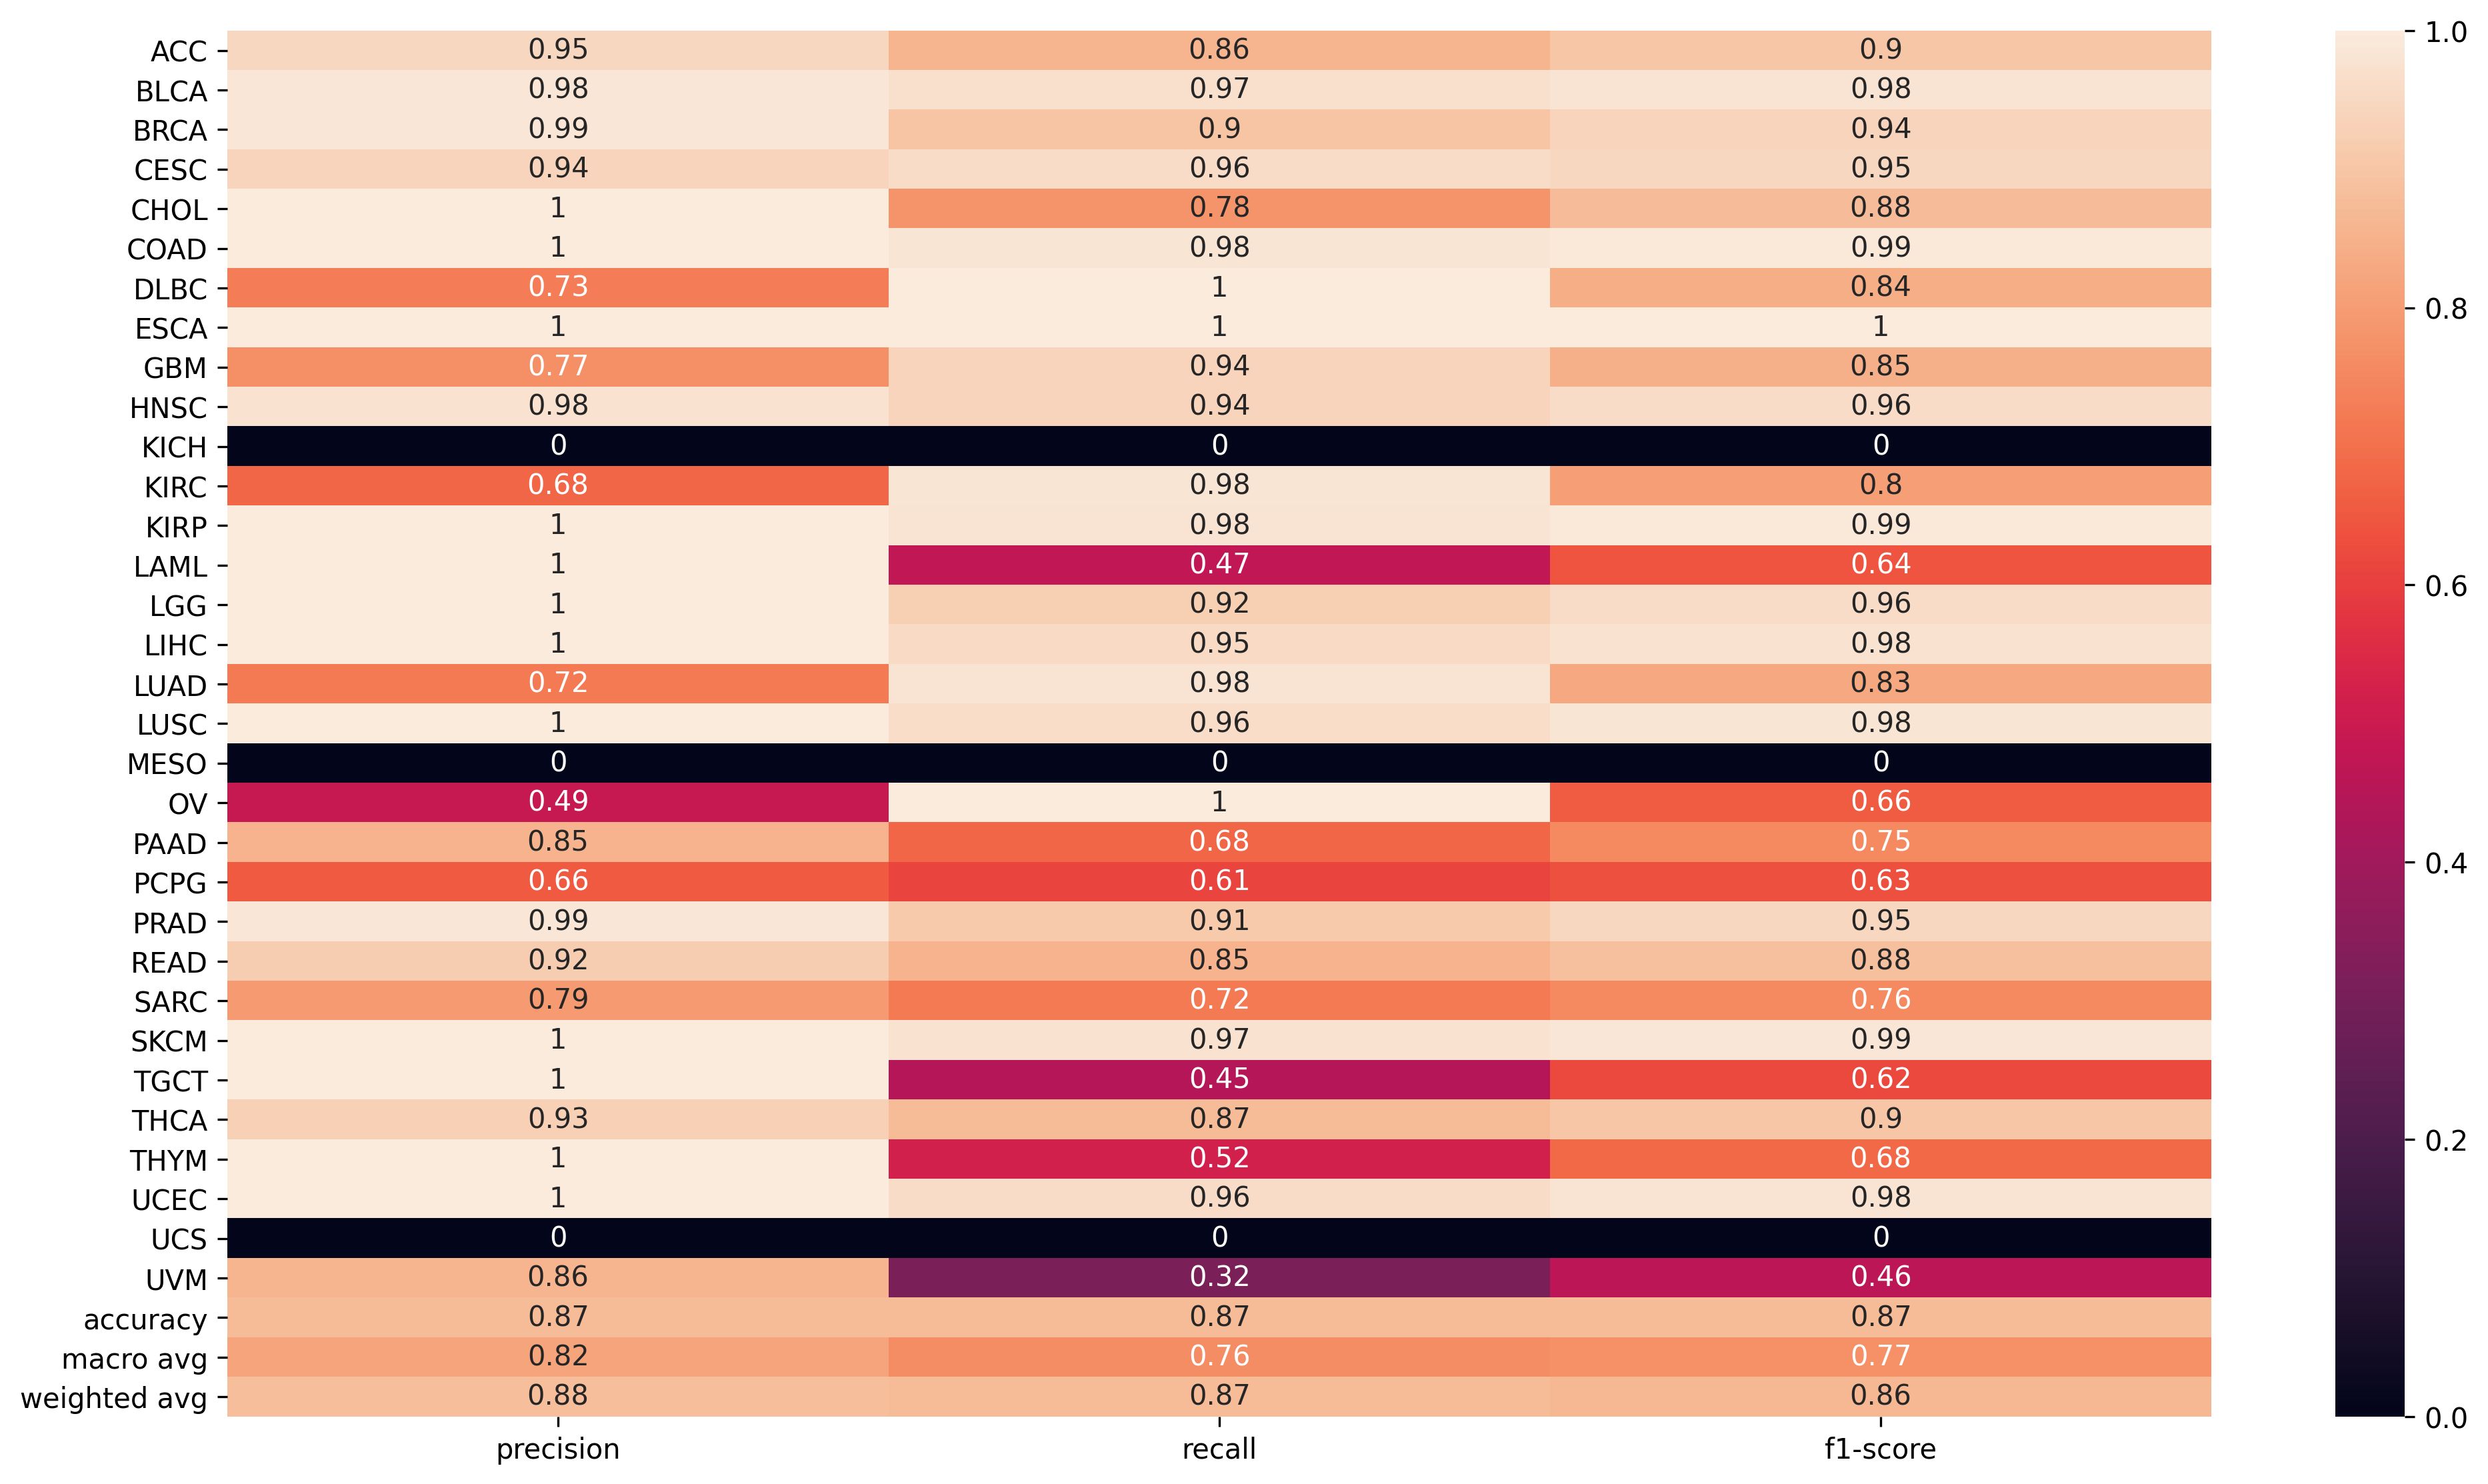 ACC 0.95 0.86 0.9 1.0
BLCA 0.98 0.97 0.98
BRCA 0.99 0.9 0.94
CESC 0.94 0.96 0.95
CHOL 1 0.78 0.88
COAD 1 0.98 0.99
DLBC 0.73 1 0.84 0.8
ESCA 1 1 1
GBM 0.77 0.94 0.85
HNSC 0.98 0.94 0.96
KICH 0 0 0
KIRC 0.68 0.98 0.8
KIRP 1 0.98 0.99
LAML 1 0.47 0.64 0.6
LGG 1 0.92 0.96
LIHC 1 0.95 0.98
LUAD 0.72 0.98 0.83
LUSC 1 0.96 0.98
MESO 0 0 0
OV 0.49 1 0.66
PAAD 0.85 0.68 0.75 0.4
PCPG 0.66 0.61 0.63
PRAD 0.99 0.91 0.95
READ 0.92 0.85 0.88
SARC 0.79 0.72 0.76
SKCM 1 0.97 0.99
TGCT 1 0.45 0.62
THCA 0.93 0.87 0.9 0.2
THYM 1 0.52 0.68
UCEC 1 0.96 0.98
UCS 0 0 0
UVM 0.86 0.32 0.46
accuracy 0.87 0.87 0.87
macro avg 0.82 0.76 0.77
weighted avg 0.88 0.87 0.86 0.0
precision recall f1-score